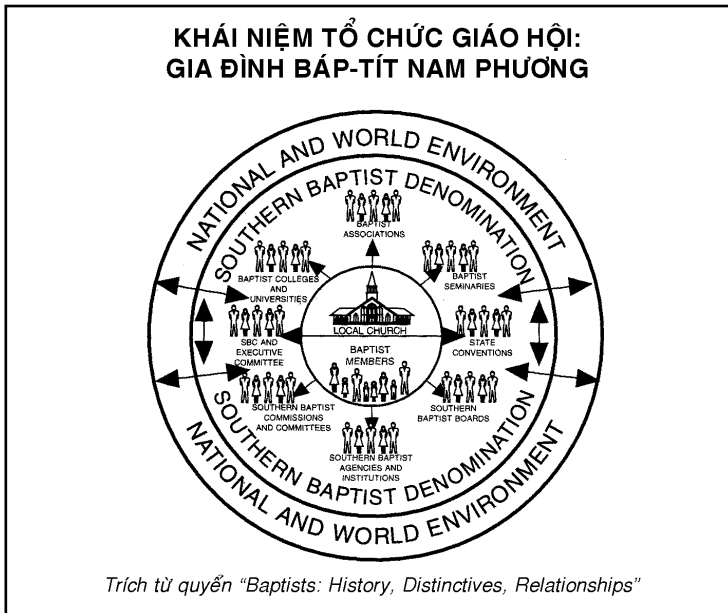 KHÁI NIỆM TỔ CHỨC GIÁO HỘI:
GIA ĐÌNH BÁP-TÍT NAM PHƯƠNG
NATIONAL AND WORLD ENVIRONMENT
SOUTHERN BAPTIST DENOMINATION
BAPTIST
ASSOCIATIONS
BAPTIST COLLEGES
AND
UNIVERSITIES
BAPTIST
SEMINARIES
LOCAL CHURCH
SBC AND
EXECUTIVE
COMMITTEE
STATE
CONVENTIONS
BAPTIST
MEMBERS
SOUTHERN BAPTIST
COMMISSIONS
AND COMMITTEES
SOUTHERN
BAPTIST BOARDS
SOUTHERN BAPTIST
AGENCIES AND
INSTITUTIONS
SOUTHERN BAPTIST DENOMINATION
NATIONAL AND WORLD ENVIRONMENT
Trích từ quyển “Baptists: History, Distinctives, Relationships”